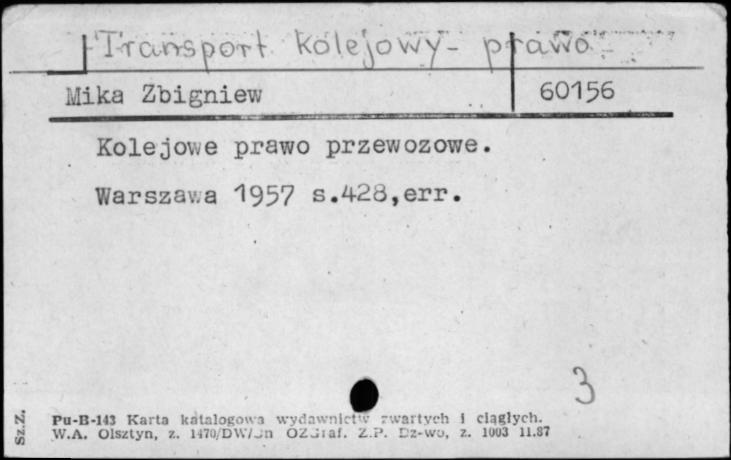 Transport kolejowy - prawo
Mika Zbigniew 60156
Kolejowe prawo przewozowe.
Warszawa 1957 s.428,err.
3
Sz.Z.
Pu-B-143 Karta katalogowa wydawnictw zwartych i ciągłych.
W.A. Olsztyn, z. 1470/DW/Jn OZGraf. Z.P. Dz-wo, z. 1003 11.87